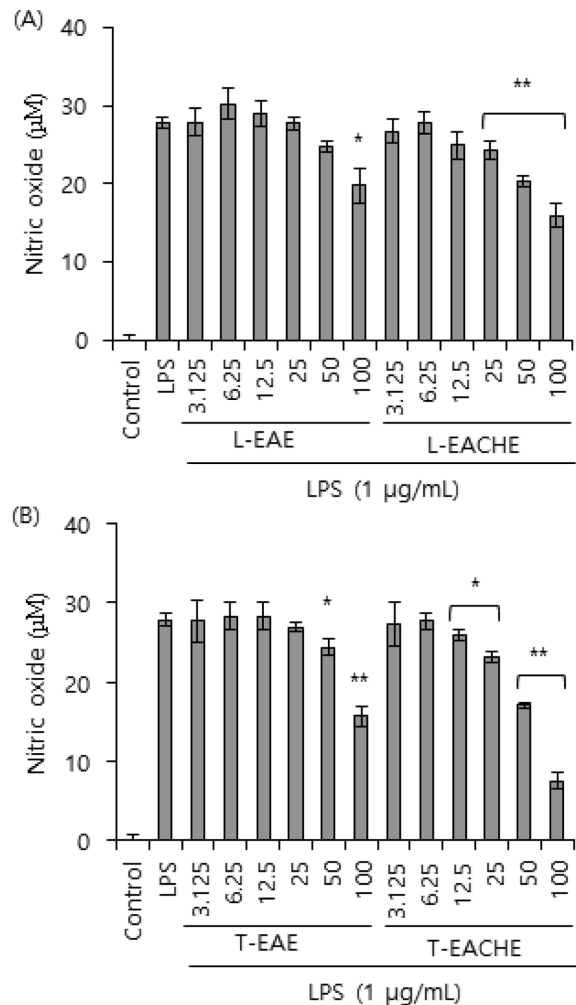 (A)
Nitric oxide (μM)
40
30
20
10
0
*
**
Control
LPS
3.125
6.25
12.5
25
50
100
3.125
6.25
12.5
25
50
100
L-EAE
L-EACHE
LPS (1 μg/mL)
(B)
Nitric oxide (μM)
40
30
20
10
0
*
**
*
**
Control
LPS
3.125
6.25
12.5
25
50
100
3.125
6.25
12.5
25
50
100
T-EAE
T-EACHE
LPS (1 μg/mL)